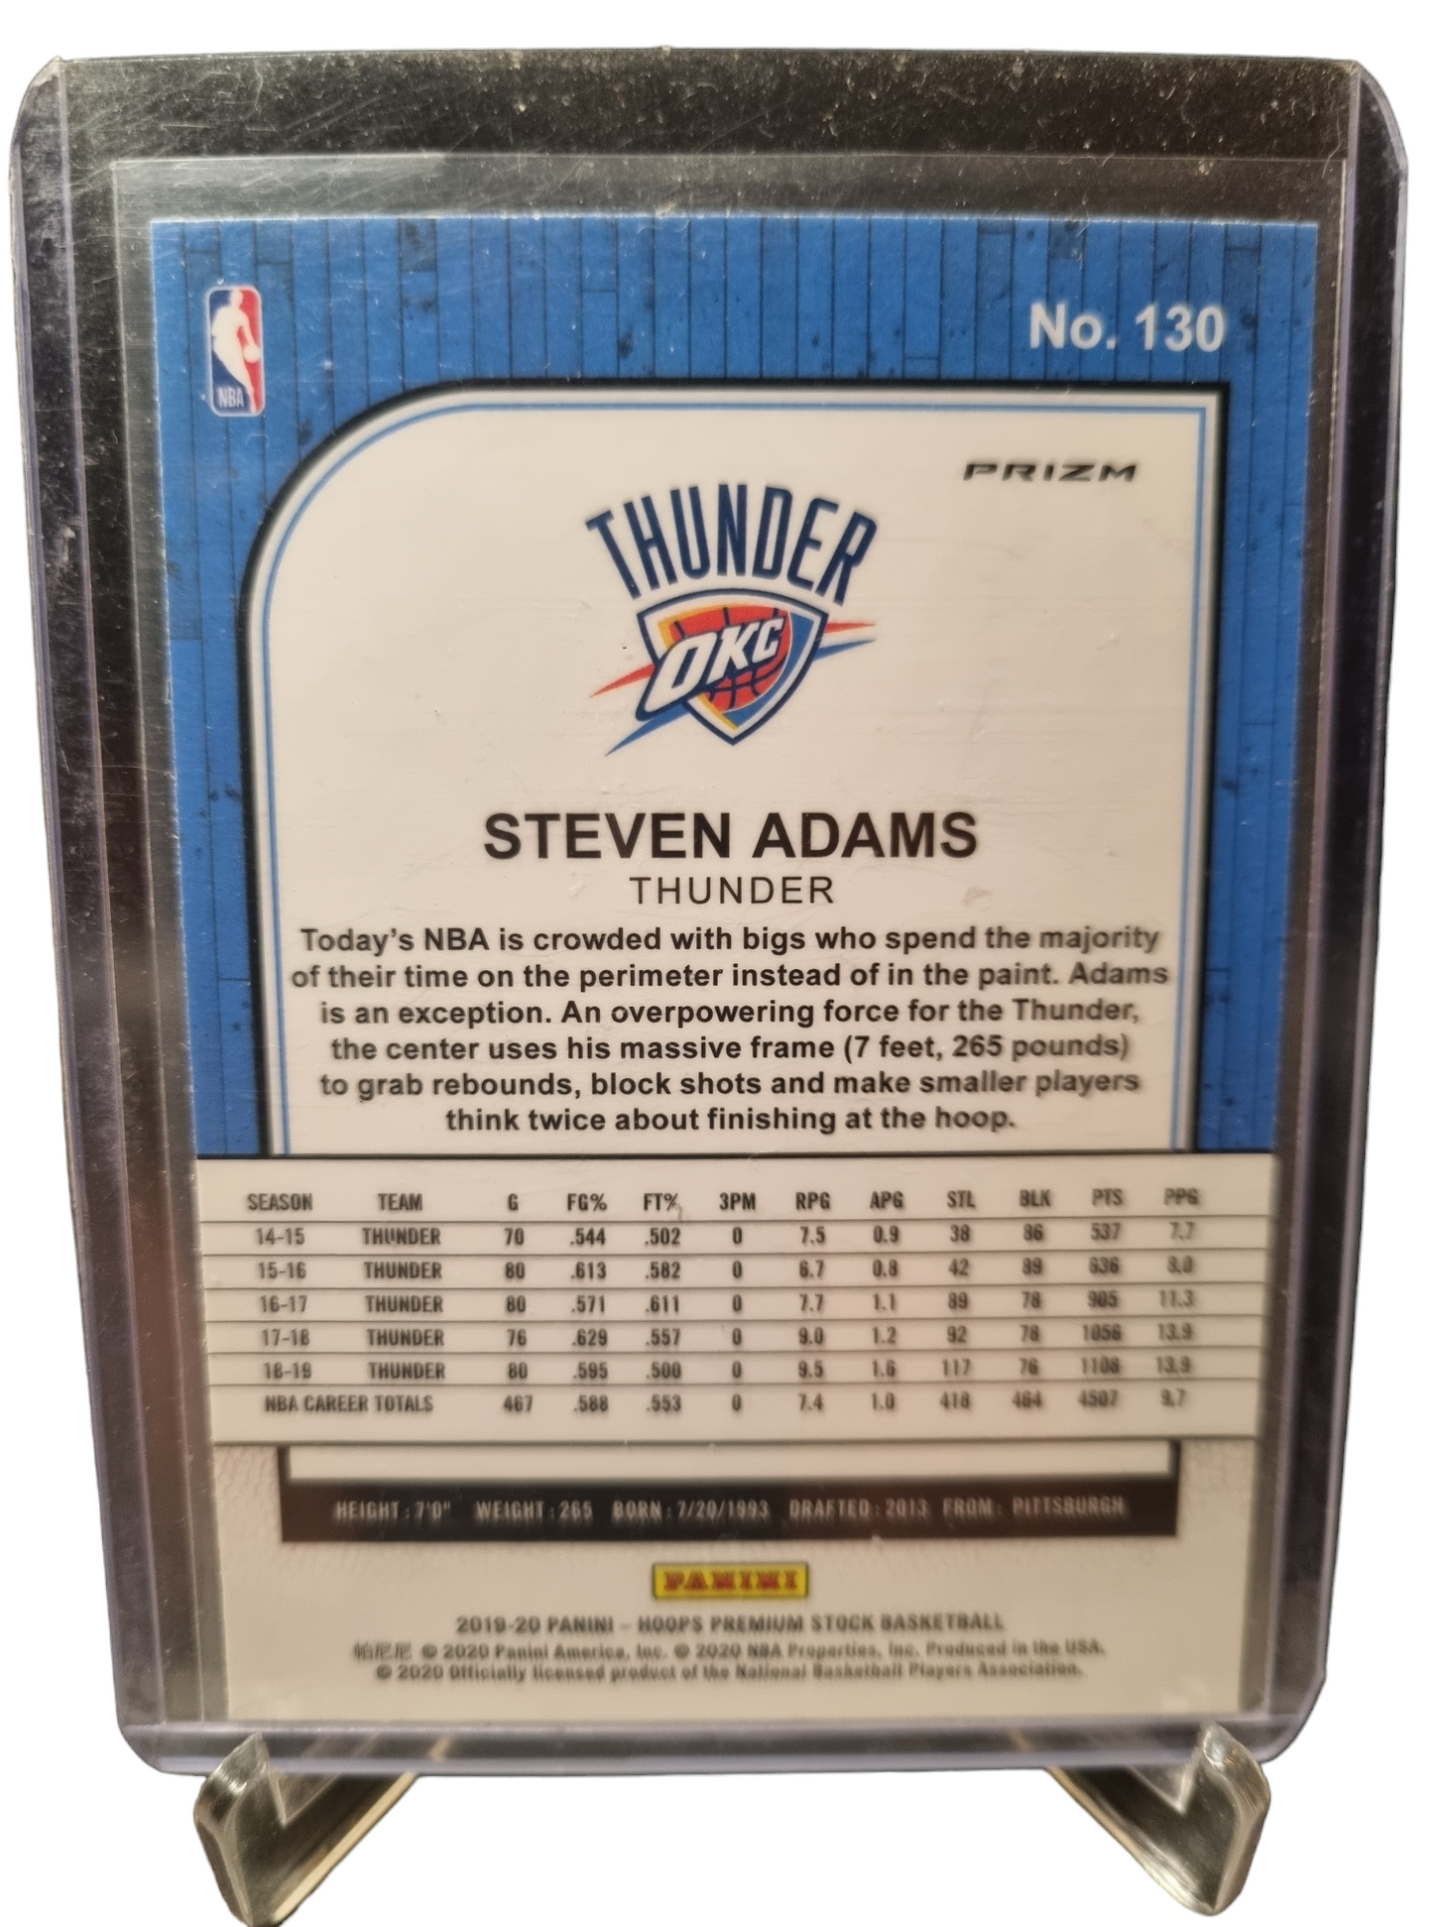 NBA
No. 130
PRIZM
THUNDER
OKC
STEVEN ADAMS
THUNDER
Today's NBA is crowded with bigs who spend the majority
of their time on the perimeter instead of in the paint. Adams
is an exception. An overpowering force for the Thunder,
the center uses his massive frame (7 feet, 265 pounds)
to grab rebounds, block shots and make smaller players
think twice about finishing at the hoop.
SEASON TEAM G FG% FT% 3PM RPG APG STL BLK PTS PPG
14-15 THUNDER 70 .544 .502 0 7.5 0.9 38 86 537 7.7
15-16 THUNDER 80 .613 .582 0 6.7 0.8 42 89 636 8.0
16-17 THUNDER 80 .571 .611 0 7.7 1.1 89 78 905 11.3
17-18 THUNDER 76 .629 .557 0 9.0 1.2 92 78 1056 13.9
18-19 THUNDER 80 .595 .500 0 9.5 1.6 117 76 1108 13.9
NBA CAREER TOTALS 467 .588 .553 0 7.4 1.0 418 464 4507 9.7
HEIGHT: 7'0" WEIGHT: 265 BORN: 7/20/1993 DRAFTED: 2013 FROM: PITTSBURGH
PANINI
2019-20 PANINI – HOOPS PREMIUM STOCK BASKETBALL
帕尼尼 © 2020 Panini America, Inc. © 2020 NBA Properties, Inc. Produced in the USA.
© 2020 Officially licensed product of the National Basketball Players Association.